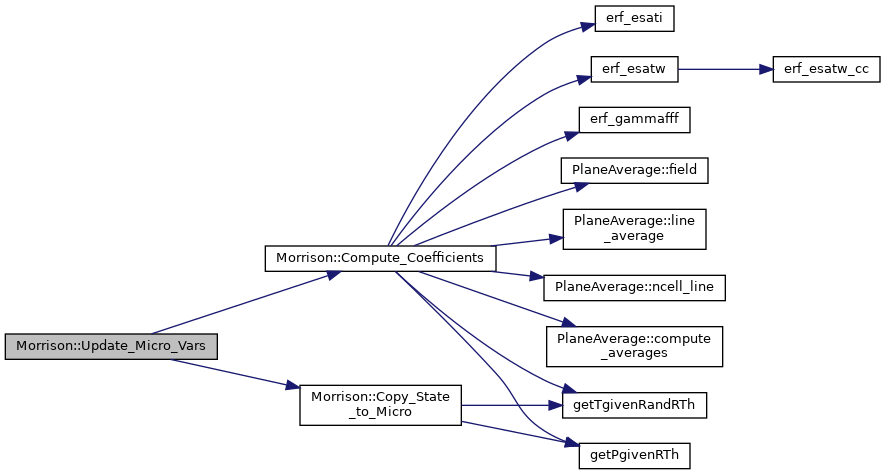 erf_esati
erf_esatw
erf_esatw_cc
erf_gammafff
PlaneAverage::field
PlaneAverage::line
_average
Morrison::Compute_Coefficients
PlaneAverage::ncell_line
PlaneAverage::compute
_averages
Morrison::Update_Micro_Vars
Morrison::Copy_State
_to_Micro
getTgivenRandRTh
getPgivenRTh